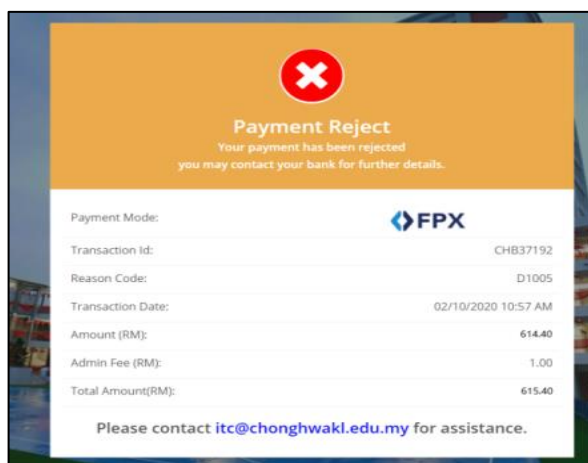 Payment Reject
Your payment has been rejected
you may contact your bank for further details.
Payment Mode: FPX
Transaction Id: CHB37192
Reason Code: D1005
Transaction Date: 02/10/2020 10:57 AM
Amount (RM): 614.40
Admin Fee (RM): 1.00
Total Amount(RM): 615.40
Please contact itc@chonghwakl.edu.my for assistance.